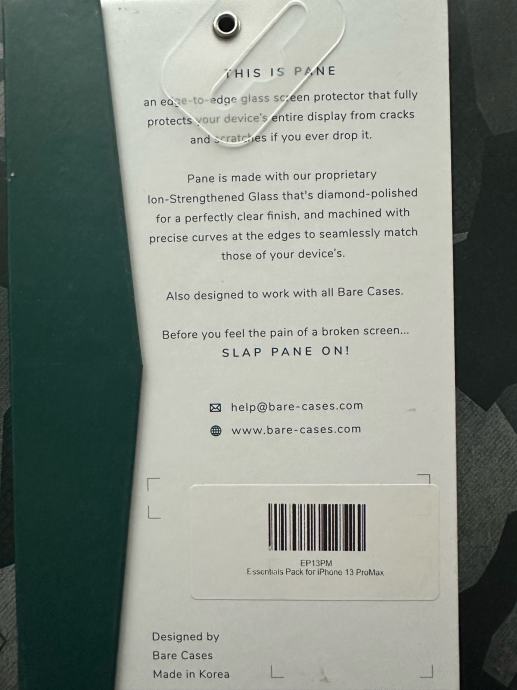 THIS IS PANE
an edge-to-edge glass screen protector that fully
protects your device's entire display from cracks
and scratches if you ever drop it.
Pane is made with our proprietary
Ion-Strengthened Glass that's diamond-polished
for a perfectly clear finish, and machined with
precise curves at the edges to seamlessly match
those of your device's.
Also designed to work with all Bare Cases.
Before you feel the pain of a broken screen...
SLAP PANE ON!
help@bare-cases.com
www.bare-cases.com
EP13PM
Essentials Pack for iPhone 13 ProMax
Designed by
Bare Cases
Made in Korea